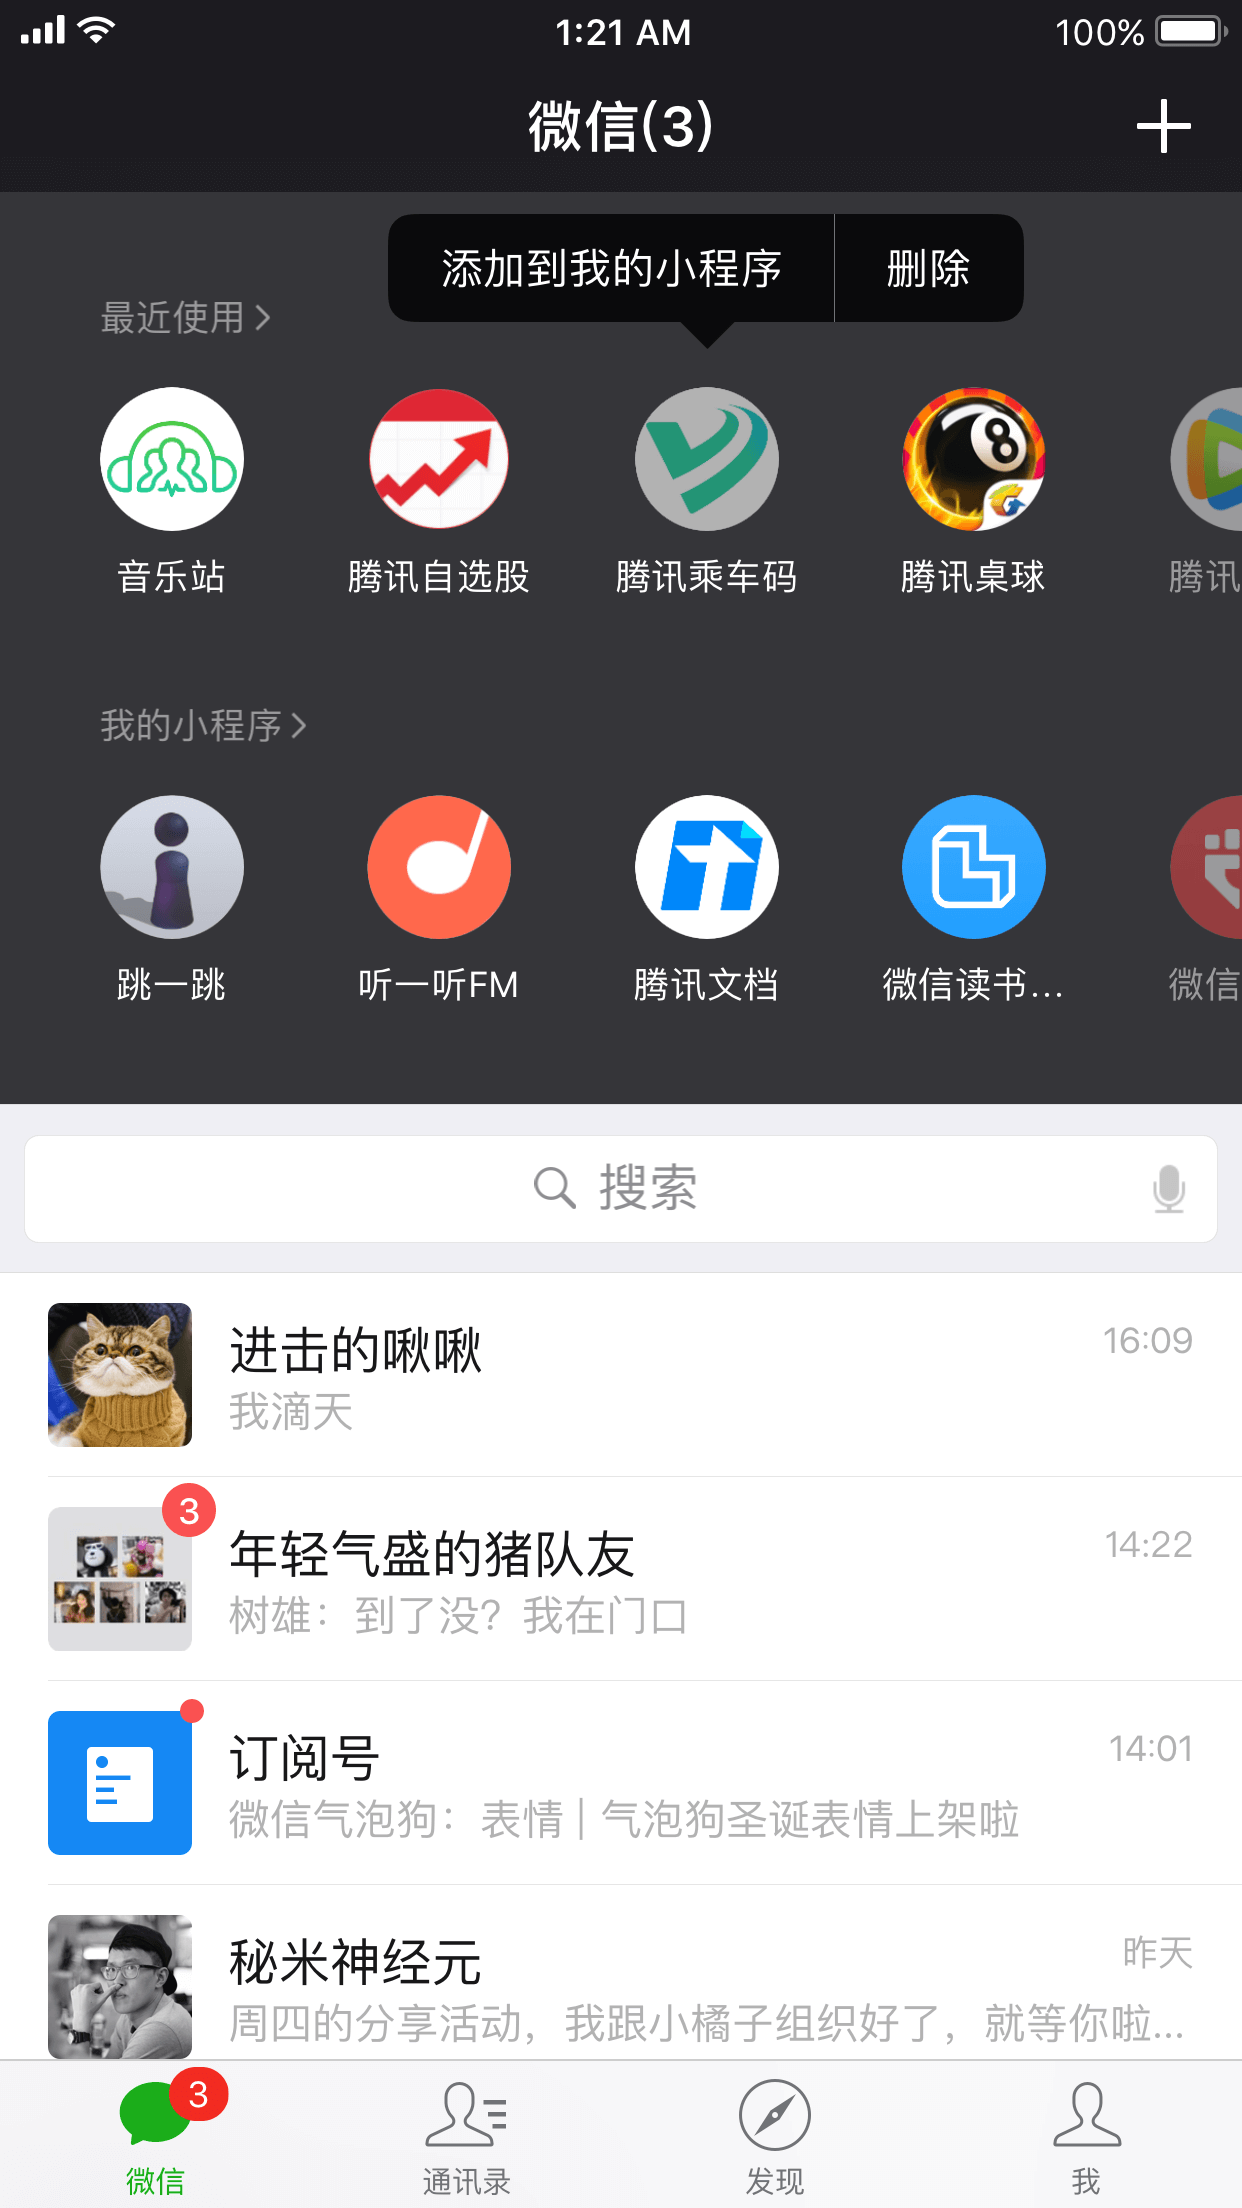 1:21 AM
100%
微信(3)
添加到我的小程序 删除
最近使用
音乐站 腾讯自选股 腾讯乘车码 腾讯桌球 腾讯
我的小程序
跳一跳 听一听FM 腾讯文档 微信读书... 微信
搜索
进击的啾啾 16:09
我滴天
3
年轻气盛的猪队友 14:22
树雄：到了没？我在门口
订阅号 14:01
微信气泡狗：表情 | 气泡狗圣诞表情上架啦
秘米神经元 昨天
周四的分享活动，我跟小橘子组织好了，就等你啦...
3
微信 通讯录 发现 我